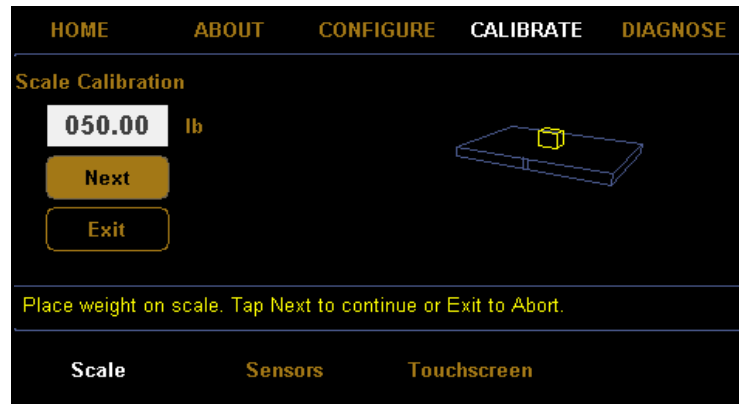 HOME ABOUT CONFIGURE CALIBRATE DIAGNOSE
Scale Calibration
050.00 lb
Next
Exit
Place weight on scale. Tap Next to continue or Exit to Abort.
Scale Sensors Touchscreen